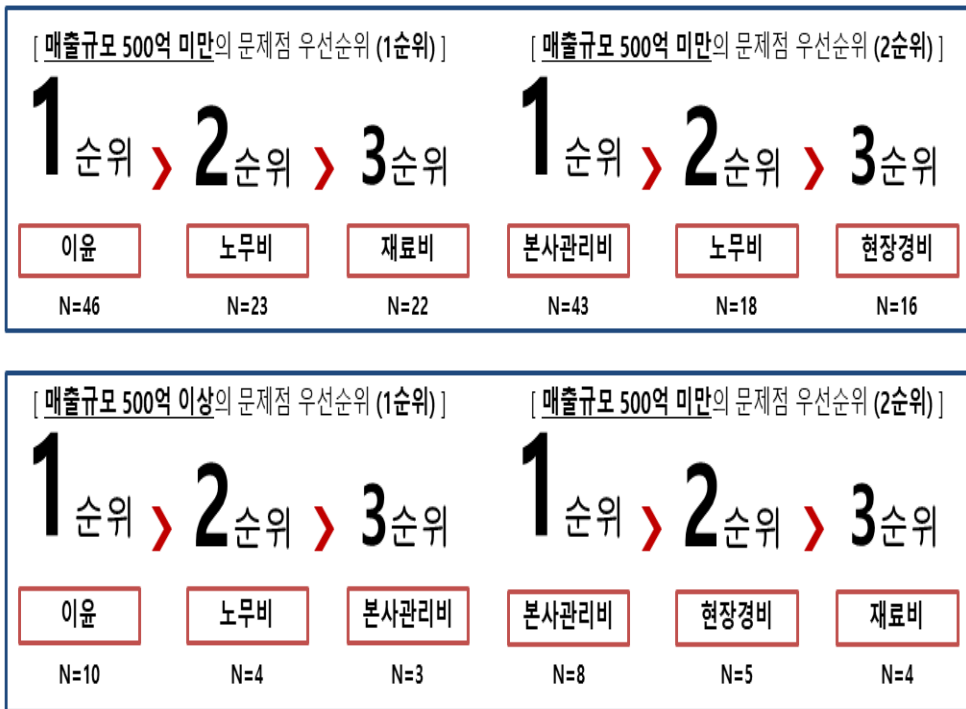 [ 매출규모 500억 미만의 문제점 우선순위 (1순위) ]
1순위 > 2순위 > 3순위
이윤 노무비 재료비
N=46 N=23 N=22
[ 매출규모 500억 미만의 문제점 우선순위 (2순위) ]
1순위 > 2순위 > 3순위
본사관리비 노무비 현장경비
N=43 N=18 N=16
[ 매출규모 500억 이상의 문제점 우선순위 (1순위) ]
1순위 > 2순위 > 3순위
이윤 노무비 본사관리비
N=10 N=4 N=3
[ 매출규모 500억 미만의 문제점 우선순위 (2순위) ]
1순위 > 2순위 > 3순위
본사관리비 현장경비 재료비
N=8 N=5 N=4